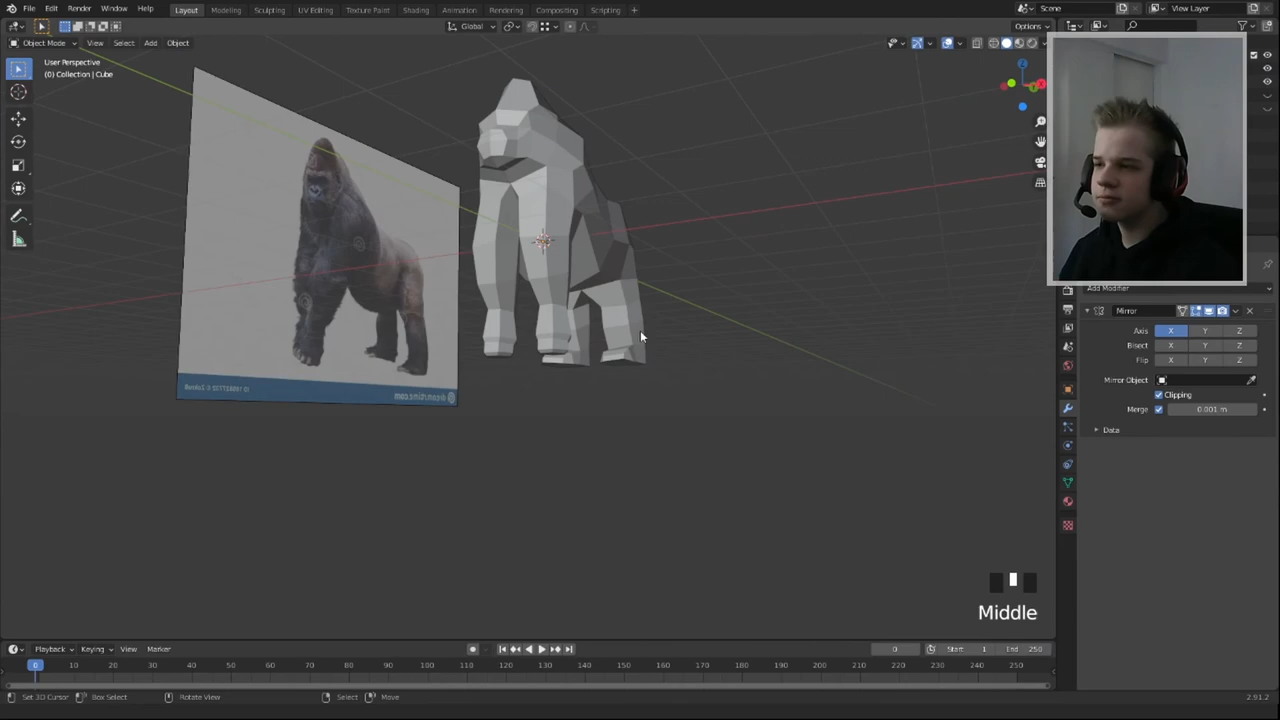 File Edit Render Window Help Layout Modeling Sculpting UV Editing Texture Paint Shading Animation Rendering Compositing Scripting + Scene View Layer
Global Options
Object Mode View Select Add Object
User Perspective
(0) Collection | Cube
Add Modifier
Mirror
Axis X Y Z
Bisect X Y Z
Flip X Y Z
Mirror Object
Clipping
Merge 0.001 m
Data
Middle
Playback Keying View Marker 0 Start 1 End 250
0 10 20 30 40 50 60 70 80 90 100 110 120 130 140 150 160 170 180 190 200 210 220 230 240 250
Set 3D Cursor Box Select Rotate View Select Move 2.91.2